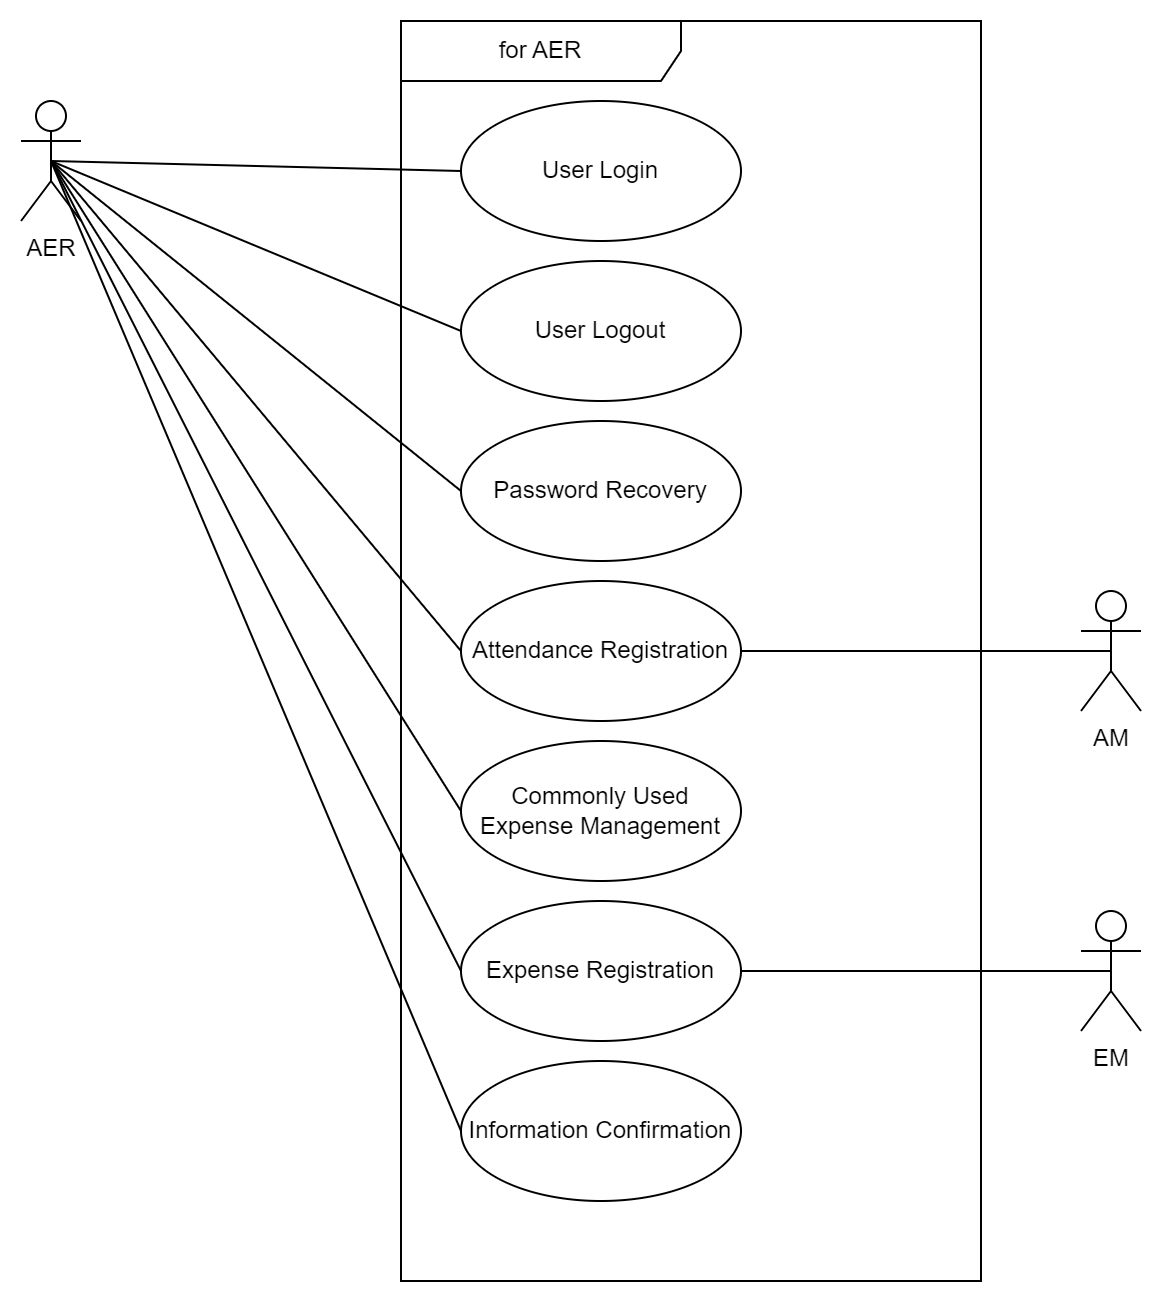 for AER
User Login
AER
User Logout
Password Recovery
Attendance Registration
AM
Commonly Used
Expense Management
Expense Registration
EM
Information Confirmation